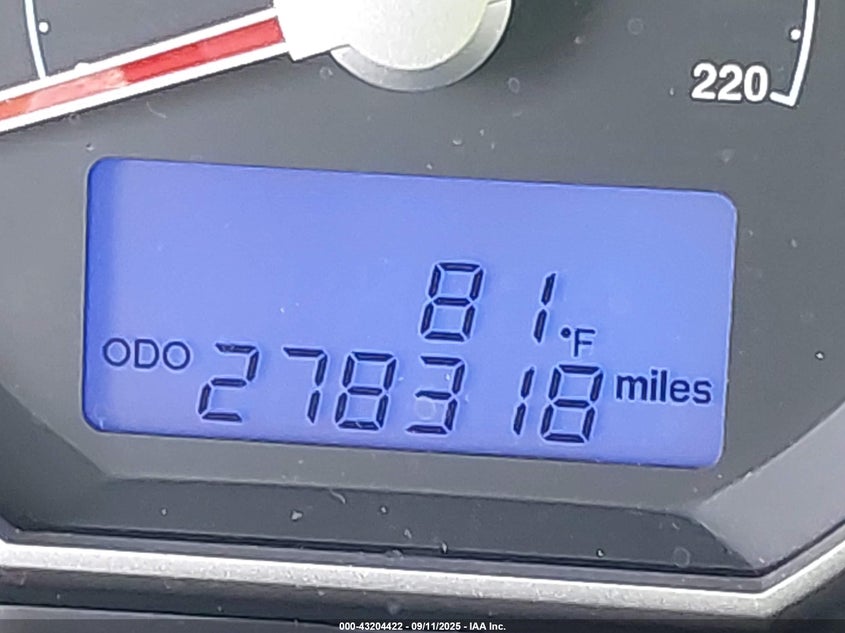 220
81 °F
ODO 278318 miles
000-43204422 - 09/11/2025 - IAA Inc.